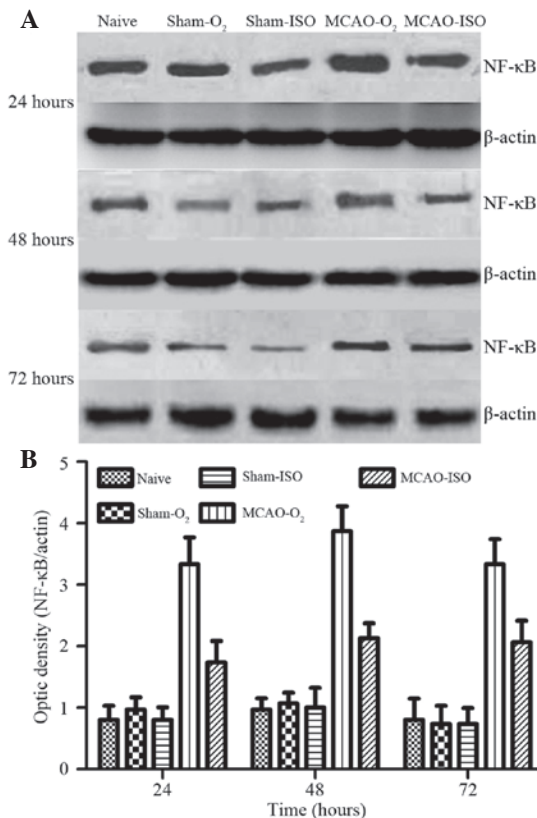 A
Naive Sham-O₂ Sham-ISO MCAO-O₂ MCAO-ISO
NF-κB
24 hours
β-actin
NF-κB
48 hours
β-actin
NF-κB
72 hours
β-actin
B
5
4
3
2
1
0
Optic density (NF-κB/actin)
Naive Sham-ISO MCAO-ISO
Sham-O₂ MCAO-O₂
24 48 72
Time (hours)